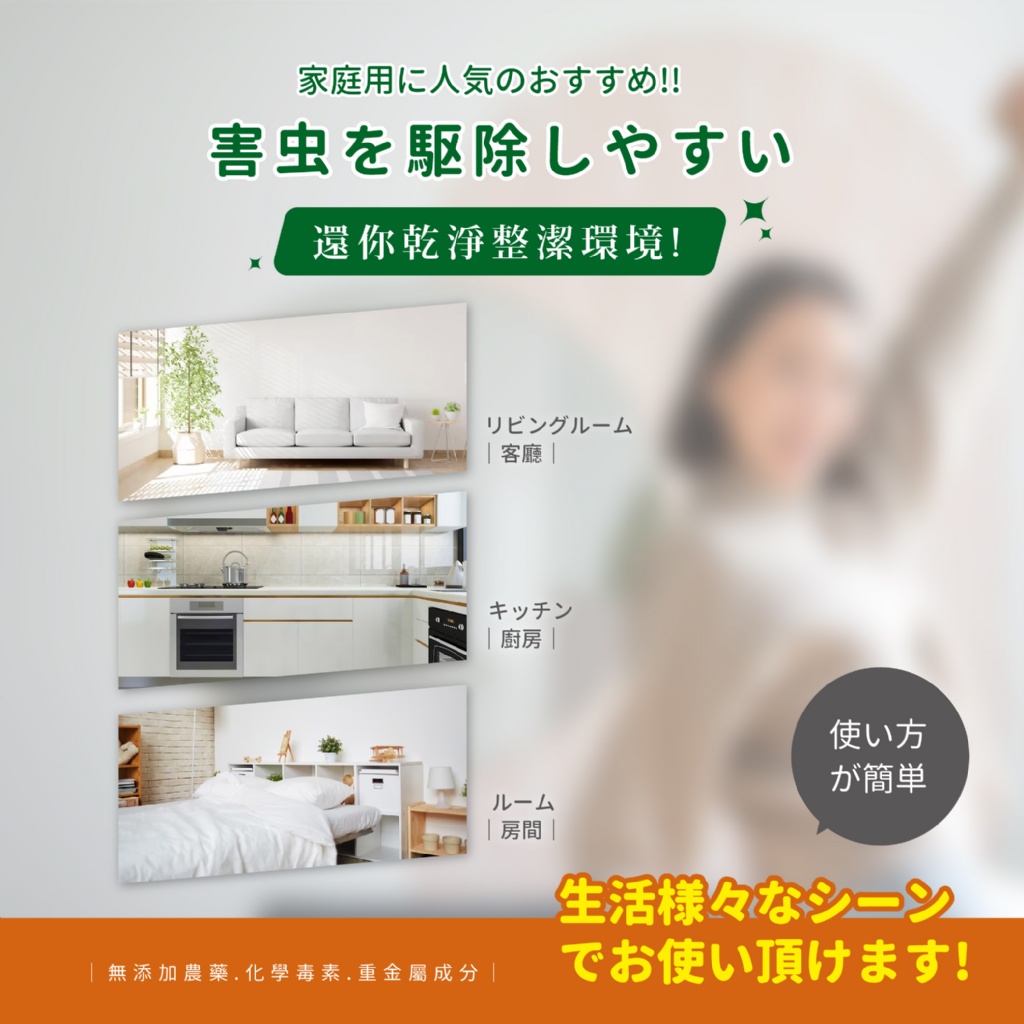 家庭用に人気のおすすめ!!
害虫を駆除しやすい
還你乾淨整潔環境!
リビングルーム
｜客廳｜
キッチン
｜廚房｜
ルーム
｜房間｜
使い方
が簡単
生活様々なシーン
でお使い頂けます!
｜無添加農藥.化學毒素.重金屬成分｜